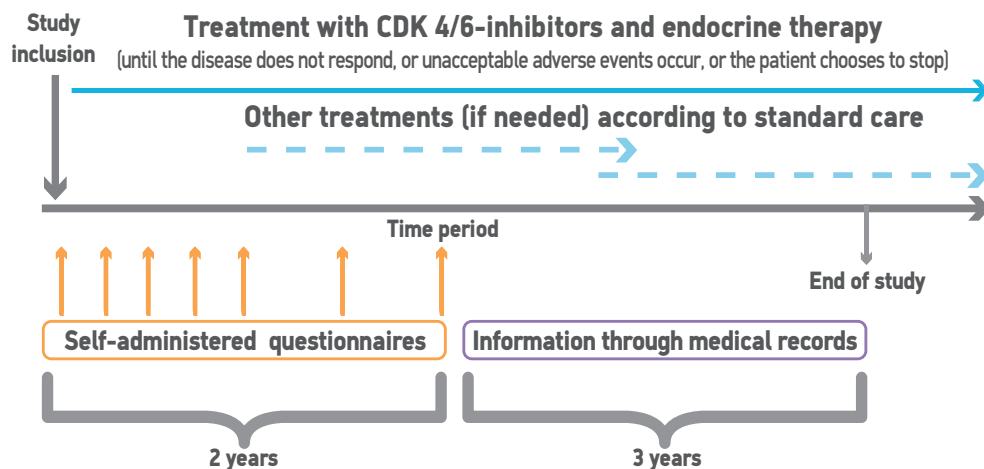 Study
inclusion
Treatment with CDK 4/6-inhibitors and endocrine therapy
(until the disease does not respond, or unacceptable adverse events occur, or the patient chooses to stop)
Other treatments (if needed) according to standard care
Time period
End of study
Self-administered questionnaires
Information through medical records
2 years
3 years